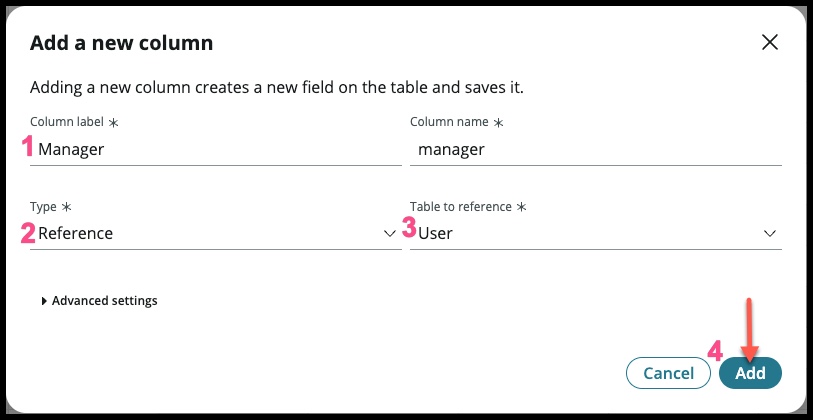 Add a new column
Adding a new column creates a new field on the table and saves it.
Column label * Column name *
1 Manager manager
Type * Table to reference *
2 Reference 3 User
Advanced settings
4
Cancel Add